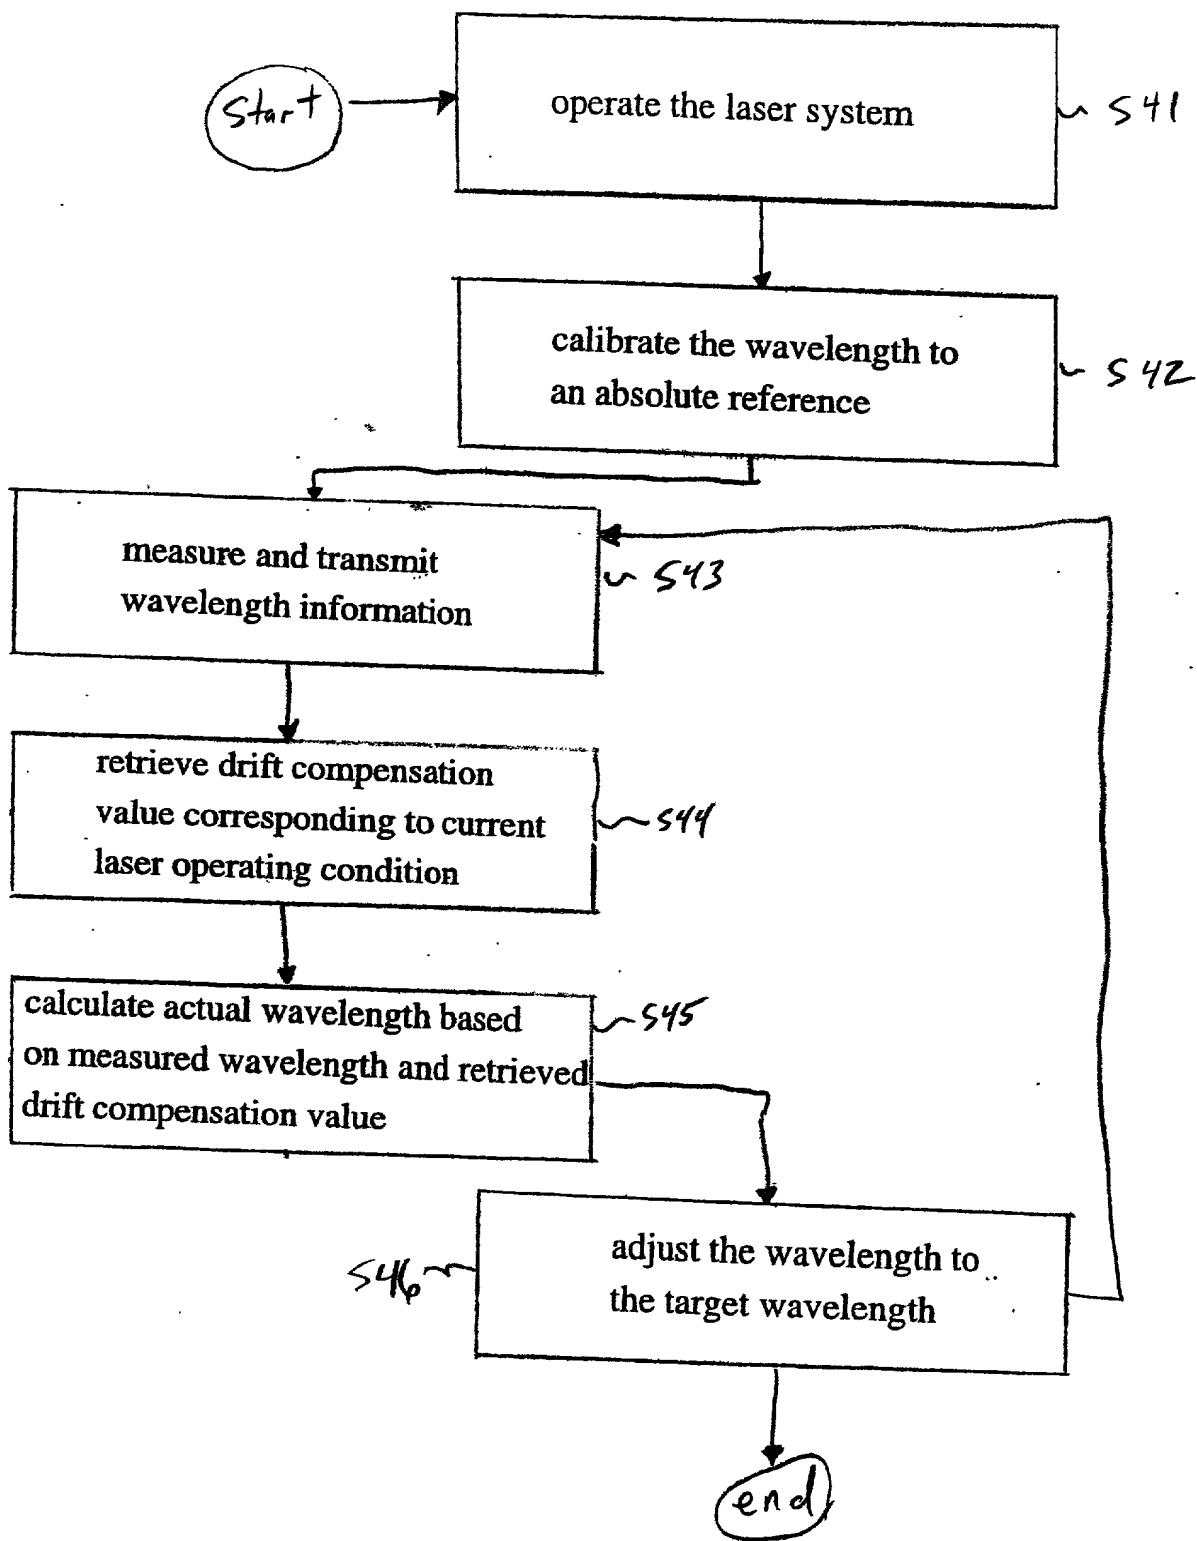 Start
operate the laser system
S41
calibrate the wavelength to
an absolute reference
S42
measure and transmit
wavelength information
S43
retrieve drift compensation
value corresponding to current
laser operating condition
S44
calculate actual wavelength based
on measured wavelength and retrieved
drift compensation value
S45
adjust the wavelength to
the target wavelength
S46
end